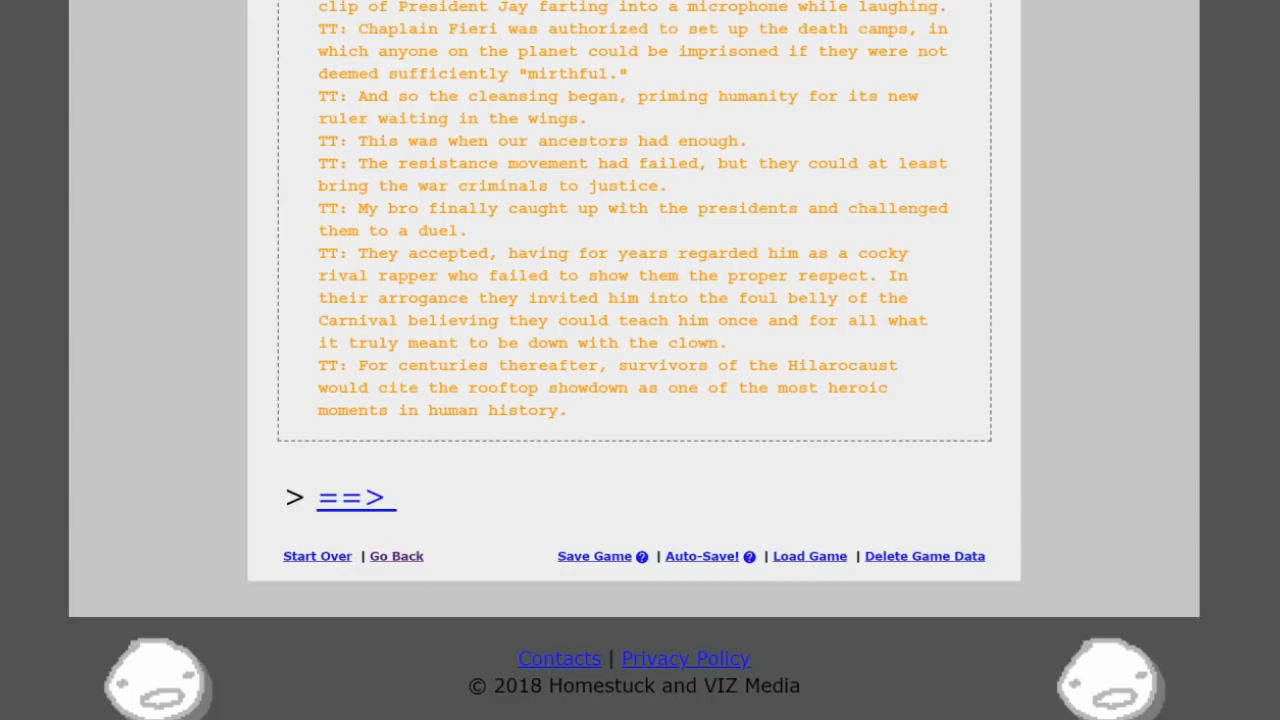 clip of President Jay farting into a microphone while laughing.
TT: Chaplain Fieri was authorized to set up the death camps, in
which anyone on the planet could be imprisoned if they were not
deemed sufficiently "mirthful."
TT: And so the cleansing began, priming humanity for its new
ruler waiting in the wings.
TT: This was when our ancestors had enough.
TT: The resistance movement had failed, but they could at least
bring the war criminals to justice.
TT: My bro finally caught up with the presidents and challenged
them to a duel.
TT: They accepted, having for years regarded him as a cocky
rival rapper who failed to show them the proper respect. In
their arrogance they invited him into the foul belly of the
Carnival believing they could teach him once and for all what
it truly meant to be down with the clown.
TT: For centuries thereafter, survivors of the Hilarocaust
would cite the rooftop showdown as one of the most heroic
moments in human history.
> ==>
Start Over | Go Back Save Game ? | Auto-Save! ? | Load Game | Delete Game Data
Contacts | Privacy Policy
© 2018 Homestuck and VIZ Media